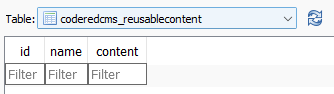 Table: coderedcms_reusablecontent
id name content
Filter Filter Filter